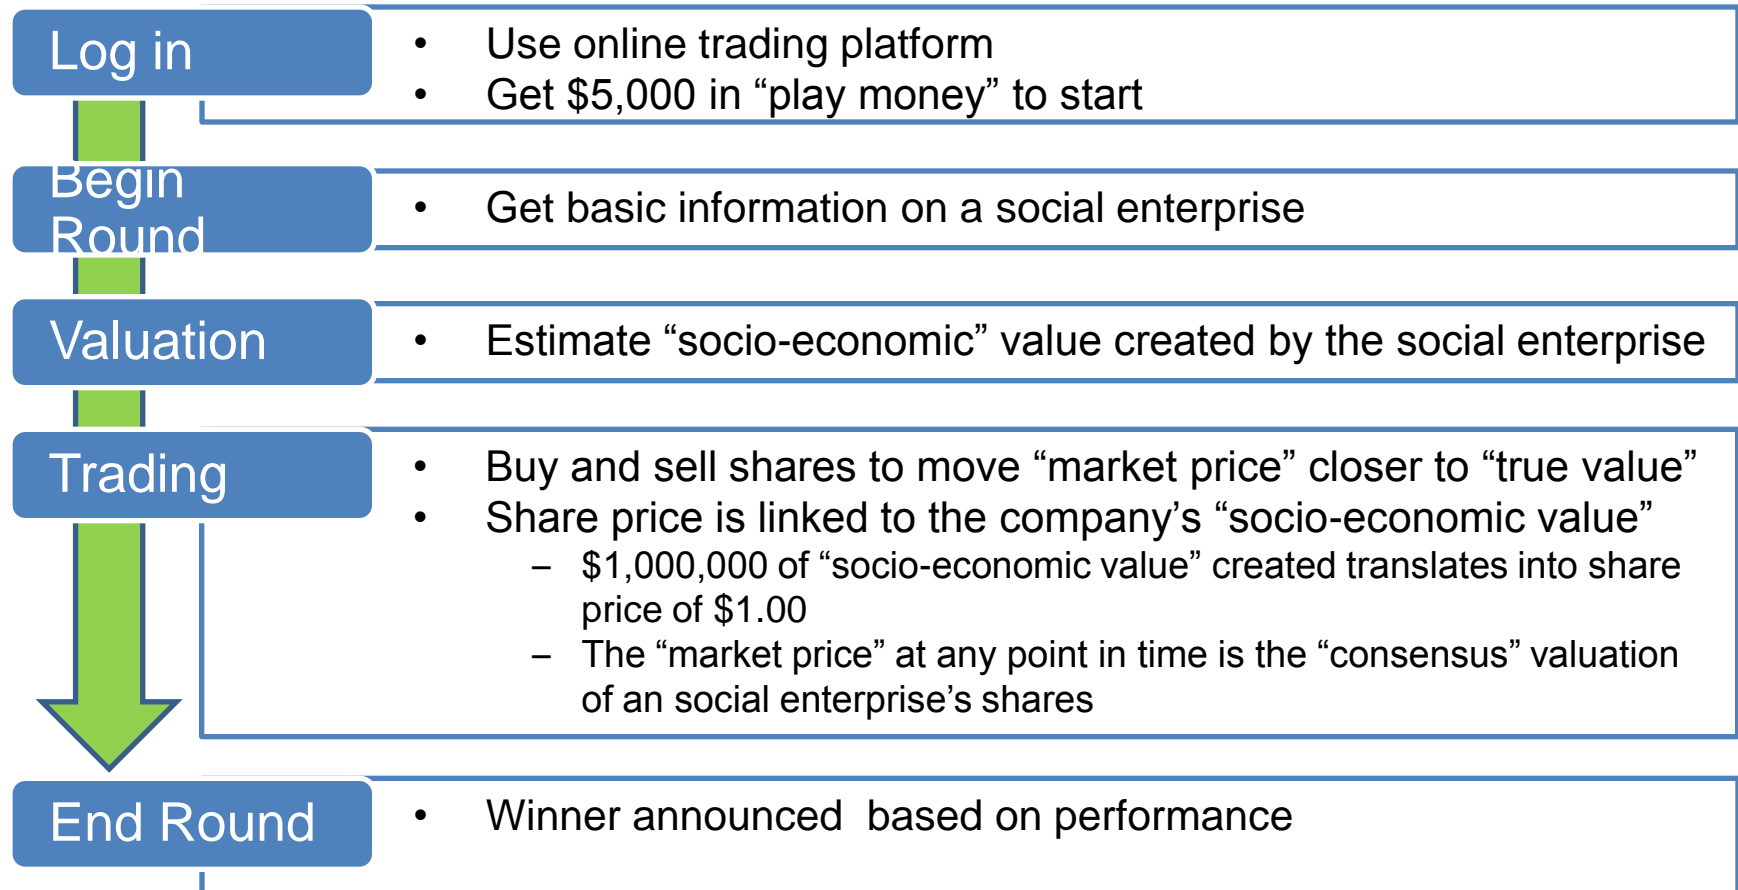 Log in
• Use online trading platform
• Get $5,000 in “play money” to start
Begin
Round
• Get basic information on a social enterprise
Valuation
• Estimate “socio-economic” value created by the social enterprise
Trading
• Buy and sell shares to move “market price” closer to “true value”
• Share price is linked to the company’s “socio-economic value”
– $1,000,000 of “socio-economic value” created translates into share
price of $1.00
– The “market price” at any point in time is the “consensus” valuation
of an social enterprise’s shares
End Round
• Winner announced  based on performance